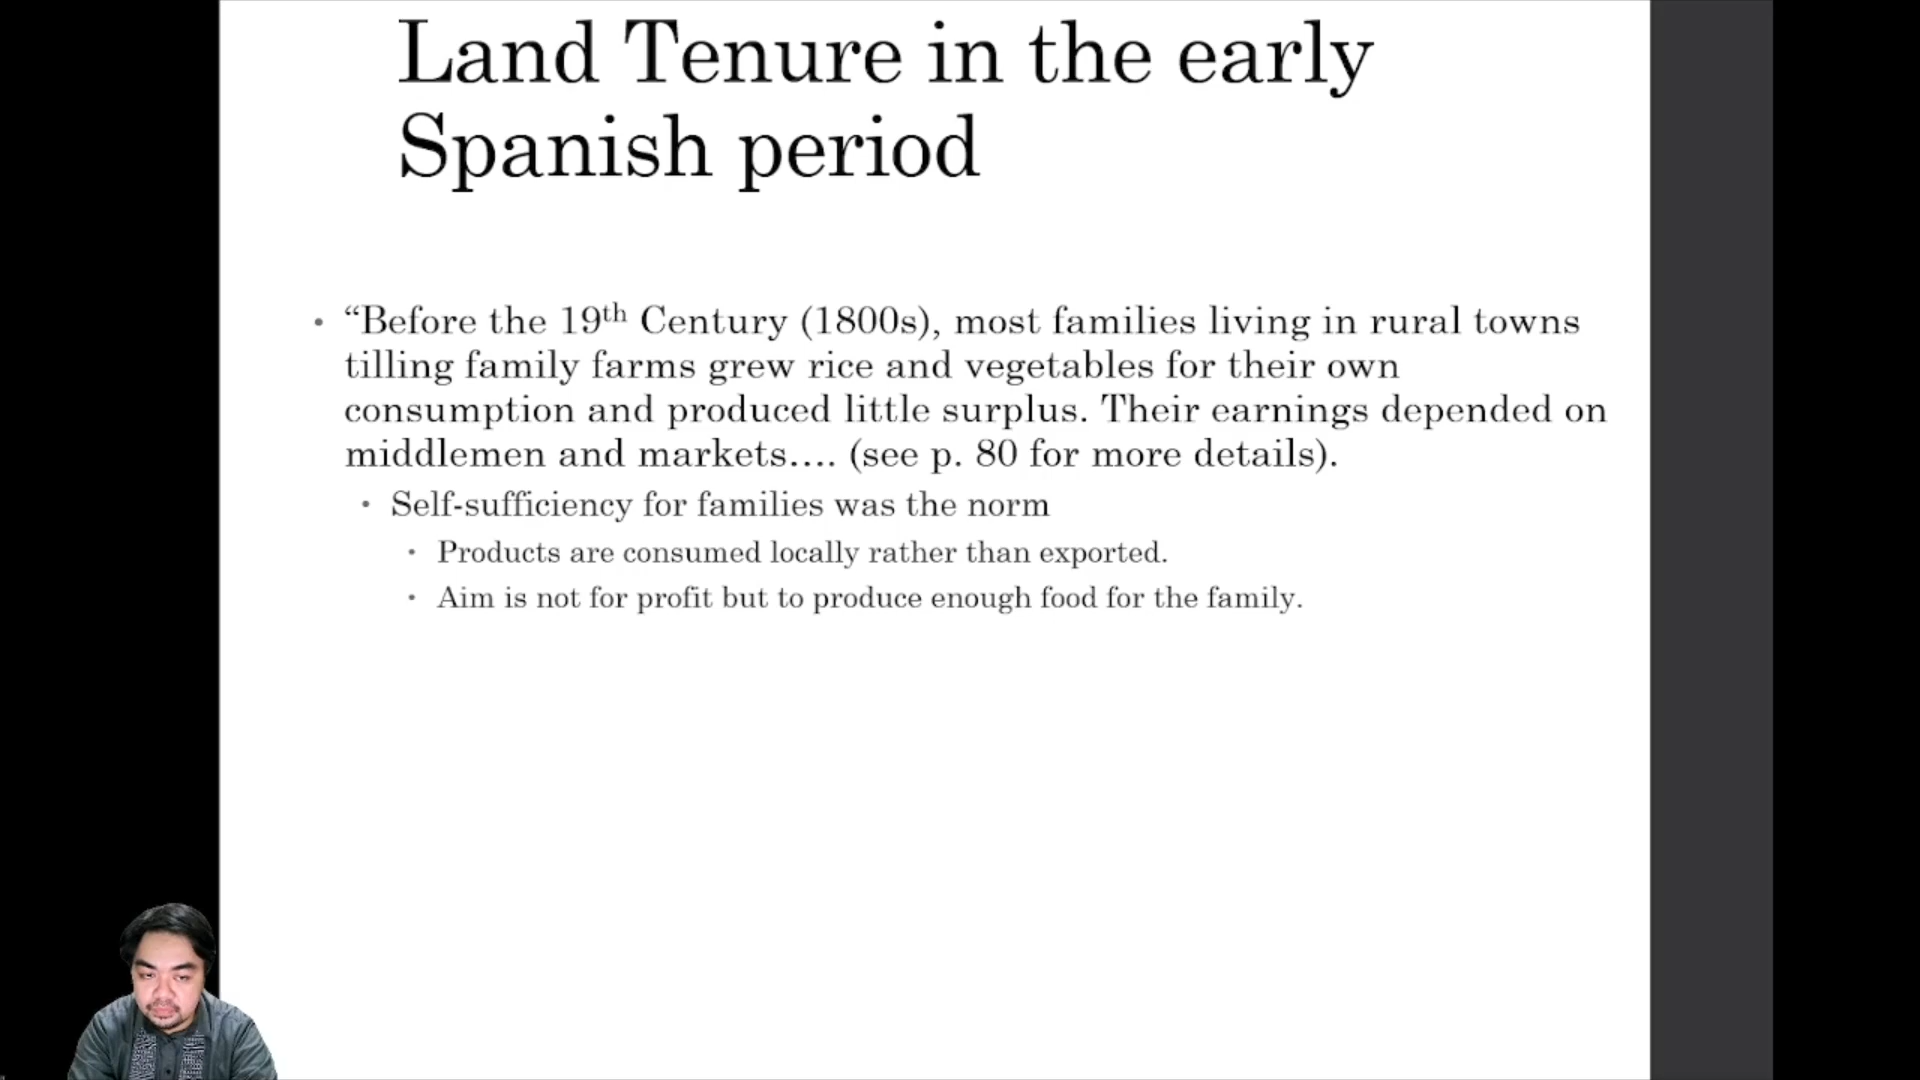 Land Tenure in the early
Spanish period
• “Before the 19th Century (1800s), most families living in rural towns
tilling family farms grew rice and vegetables for their own
consumption and produced little surplus. Their earnings depended on
middlemen and markets…. (see p. 80 for more details).
• Self-sufficiency for families was the norm
• Products are consumed locally rather than exported.
• Aim is not for profit but to produce enough food for the family.